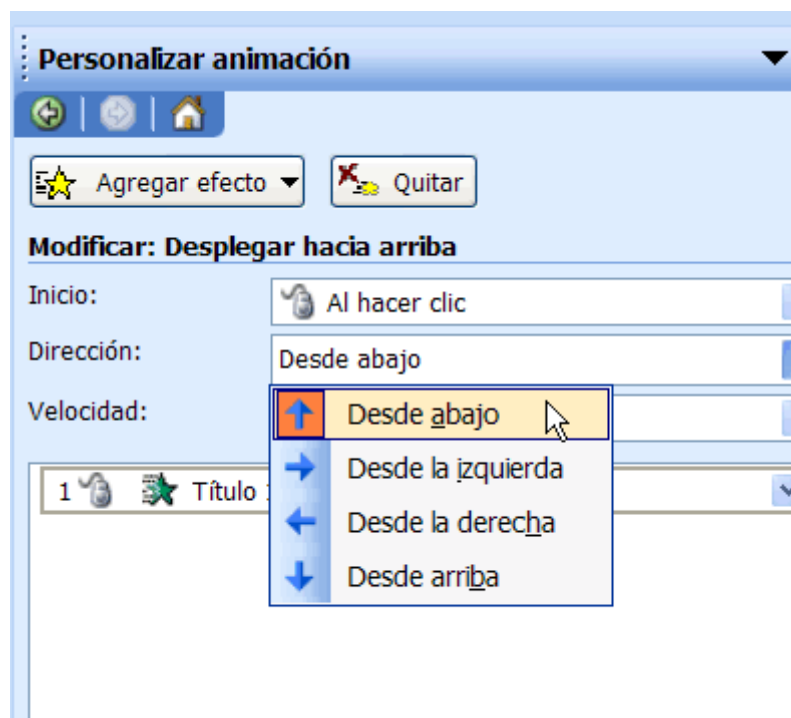 Personalizar animación
Agregar efecto
Quitar
Modificar: Desplegar hacia arriba
Inicio:
Al hacer clic
Dirección:
Desde abajo
Velocidad:
Desde abajo
Desde la izquierda
Desde la derecha
Desde arriba
1 Título